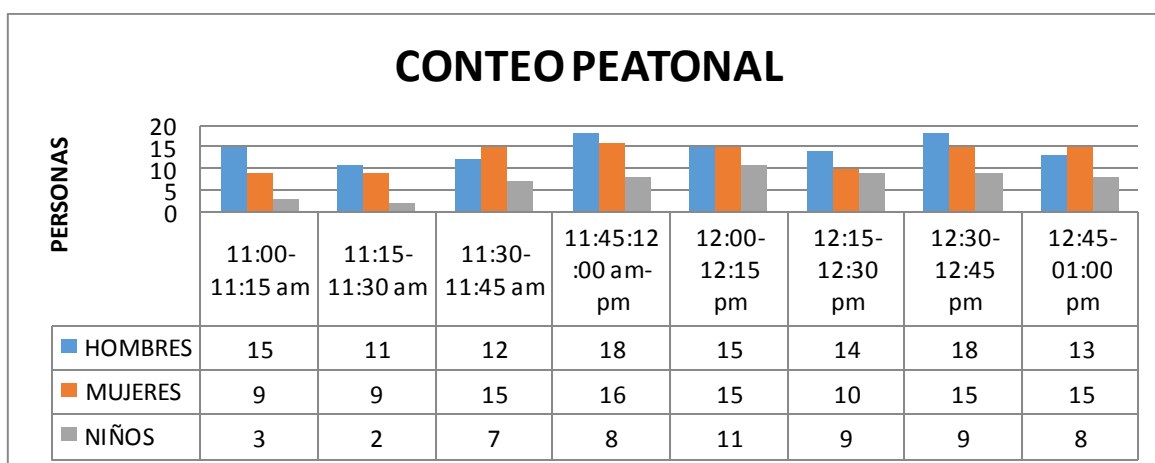 CONTEO PEATONAL
PERSONAS
20
15
10
5
0
11:00-
11:15 am
11:15-
11:30 am
11:30-
11:45 am
11:45:12
:00 am-
pm
12:00-
12:15
pm
12:15-
12:30
pm
12:30-
12:45
pm
12:45-
01:00
pm
HOMBRES 15 11 12 18 15 14 18 13
MUJERES 9 9 15 16 15 10 15 15
NIÑOS 3 2 7 8 11 9 9 8